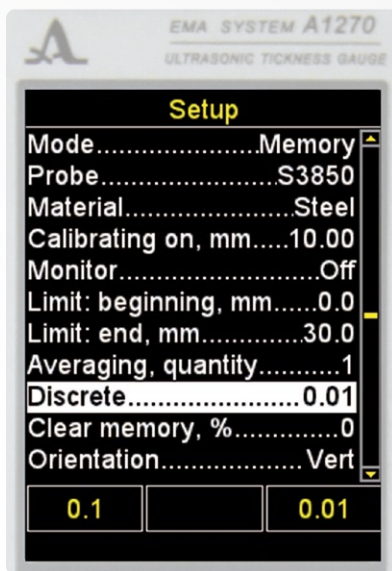 EMA SYSTEM A1270
ULTRASONIC TICKNESS GAUGE
Setup
Mode......................Memory
Probe........................S3850
Material......................Steel
Calibrating on, mm.....10.00
Monitor..........................Off
Limit: beginning, mm......0.0
Limit: end, mm............30.0
Averaging, quantity...........1
Discrete......................0.01
Clear memory, %.............0
Orientation.................. Vert
0.1 0.01